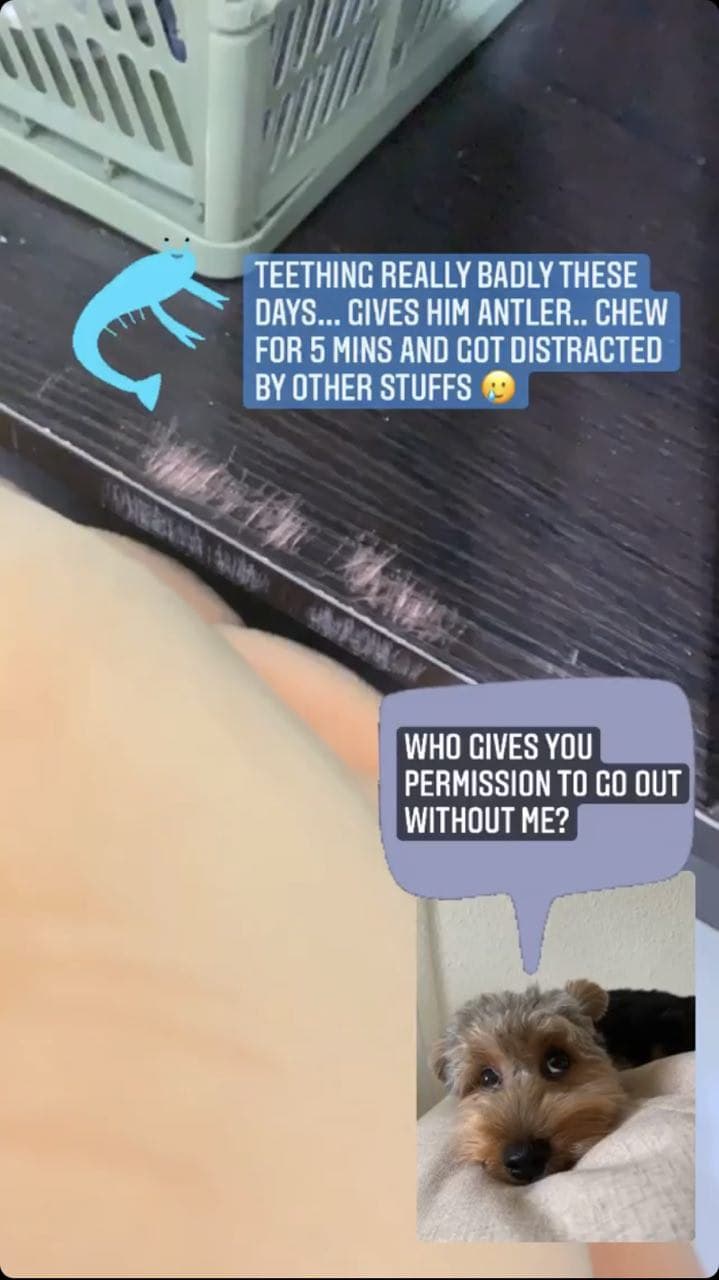 TEETHING REALLY BADLY THESE
DAYS... GIVES HIM ANTLER.. CHEW
FOR 5 MINS AND GOT DISTRACTED
BY OTHER STUFFS 🥲
WHO GIVES YOU
PERMISSION TO GO OUT
WITHOUT ME?